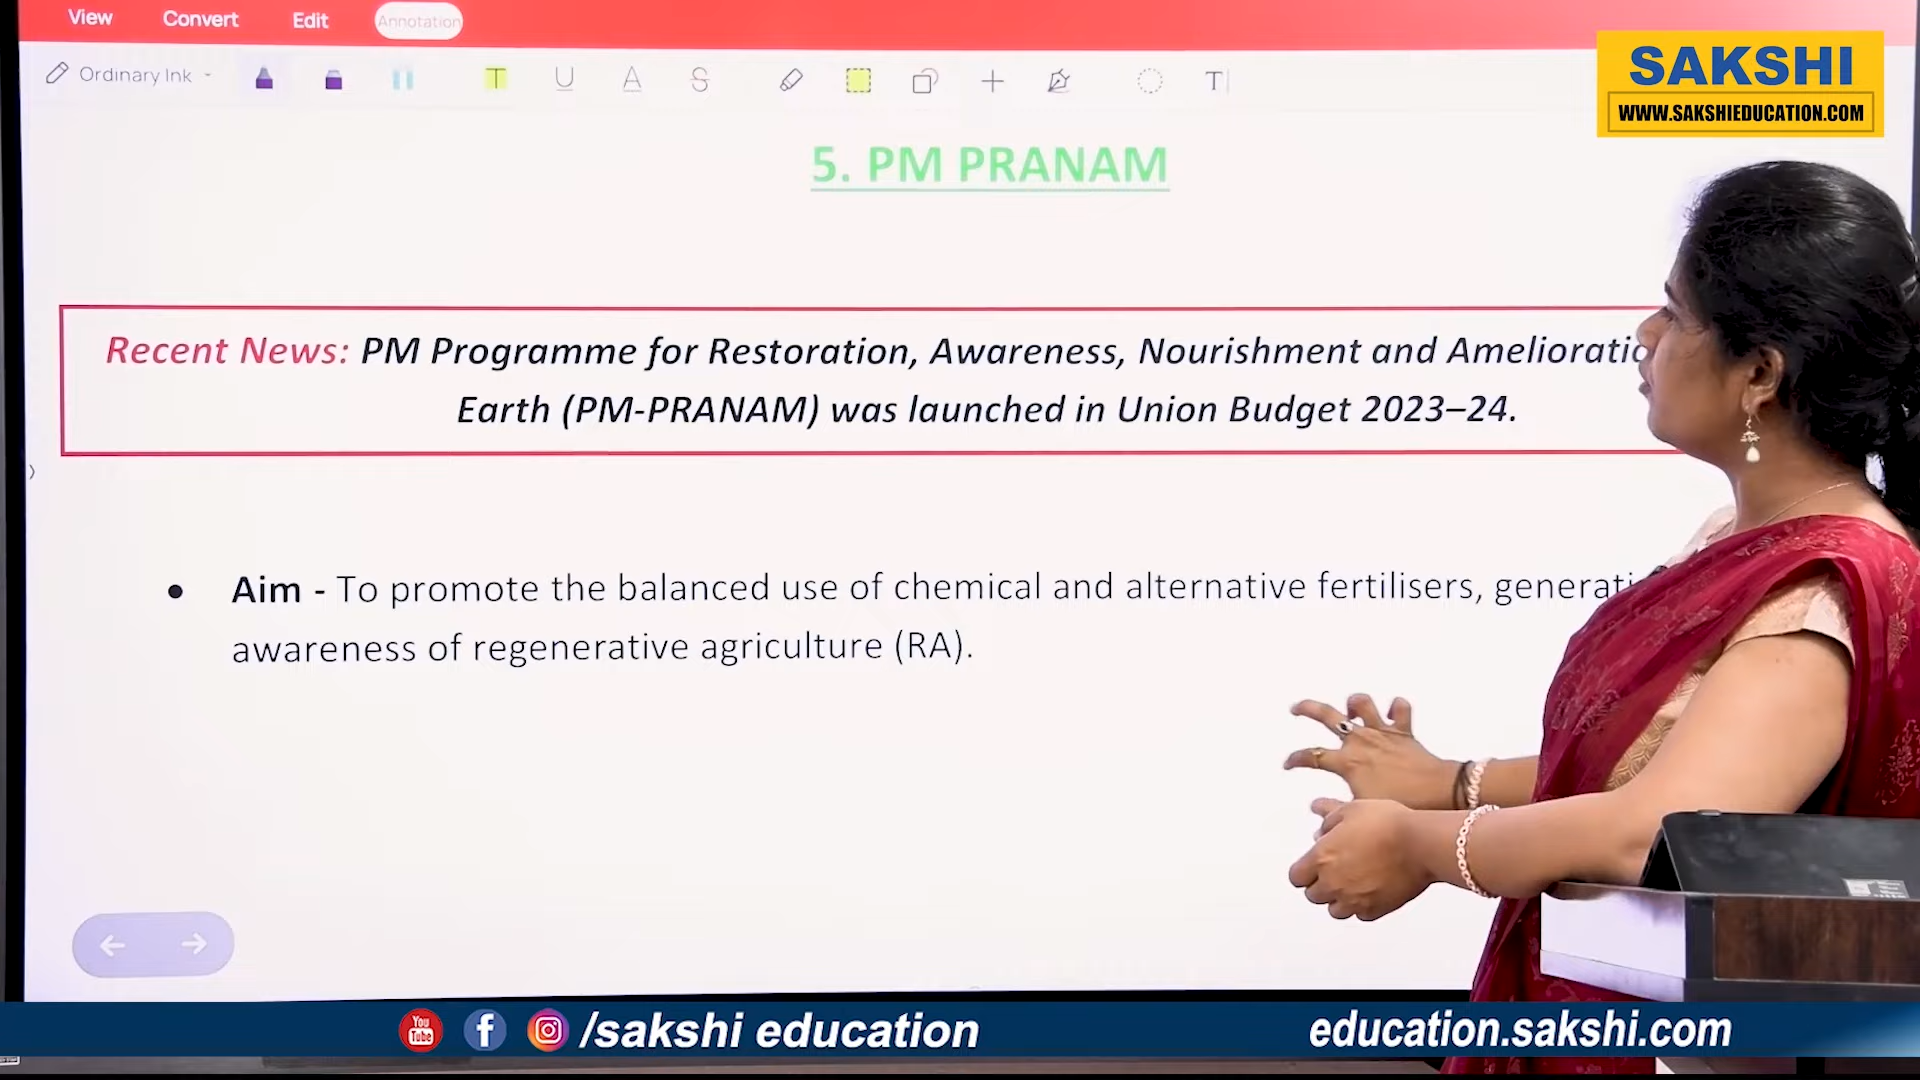 View Convert Edit Annotation
Ordinary Ink
SAKSHI
WWW.SAKSHIEDUCATION.COM
5. PM PRANAM
Recent News: PM Programme for Restoration, Awareness, Nourishment and
Earth (PM-PRANAM) was launched in Union Budget 2023–24.
• Aim - To promote the balanced use of chemical and alternative fertilisers,
awareness of regenerative agriculture (RA).
You Tube f /sakshi education
education.sakshi.com